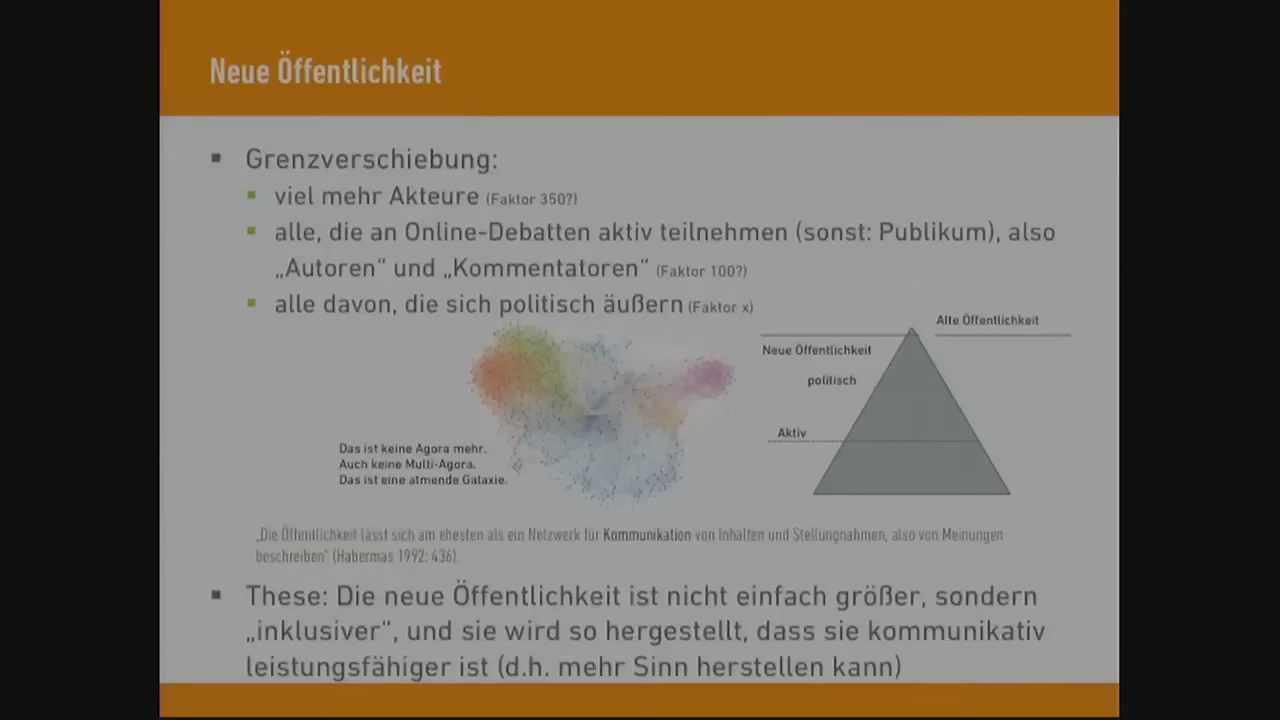 Neue Öffentlichkeit
Grenzverschiebung:
viel mehr Akteure (Faktor 350?)
alle, die an Online-Debatten aktiv teilnehmen (sonst: Publikum), also
„Autoren“ und „Kommentatoren“ (Faktor 100?)
alle davon, die sich politisch äußern (Faktor x)
Alte Öffentlichkeit
Neue Öffentlichkeit
politisch
Aktiv
Das ist keine Agora mehr.
Auch keine Multi-Agora.
Das ist eine atmende Galaxie.
„Die Öffentlichkeit lässt sich am ehesten als ein Netzwerk für Kommunikation von Inhalten und Stellungnahmen, also von Meinungen
beschreiben“ (Habermas 1992: 436).
These: Die neue Öffentlichkeit ist nicht einfach größer, sondern
„inklusiver“, und sie wird so hergestellt, dass sie kommunikativ
leistungsfähiger ist (d.h. mehr Sinn herstellen kann)